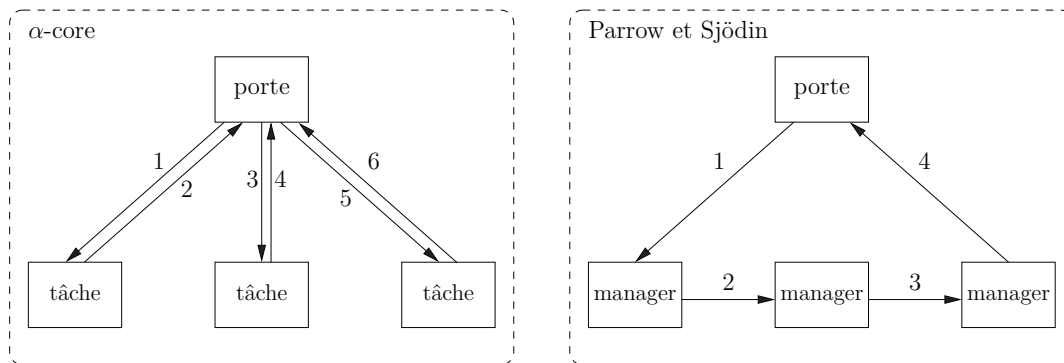 α-core
porte
1
2
3
4
5
6
tâche
tâche
tâche
Parrow et Sjödin
porte
1
4
manager
2
manager
3
manager